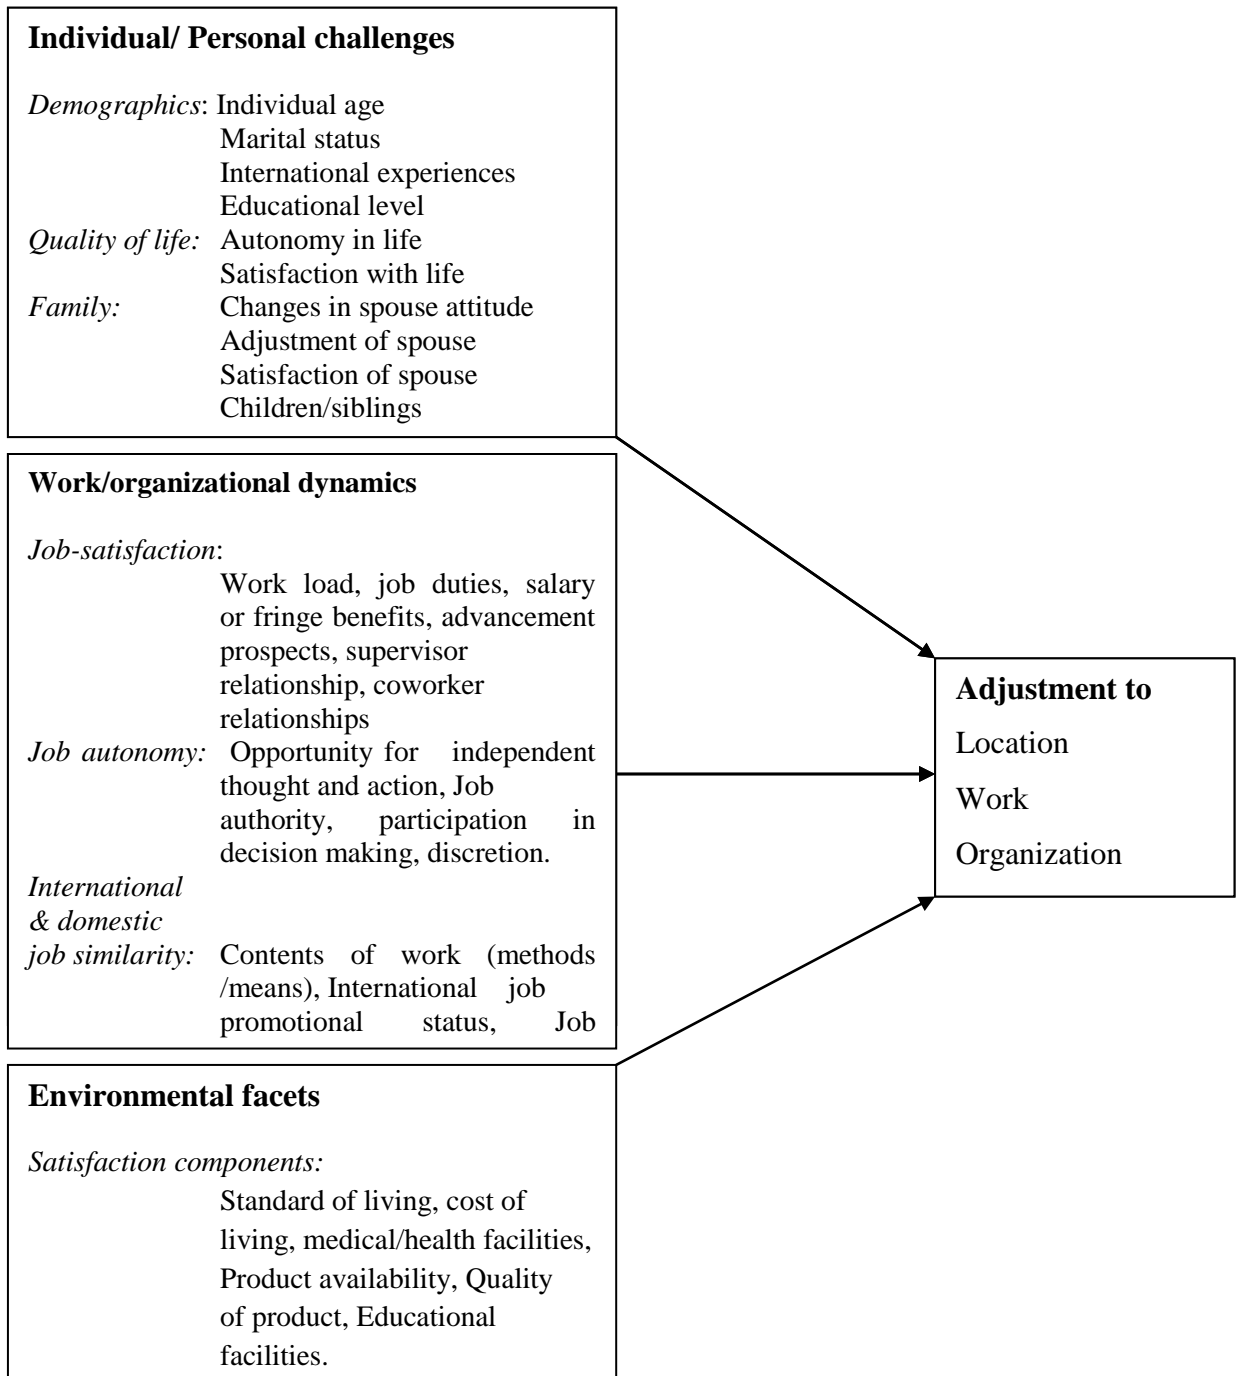 Individual/ Personal challenges
Demographics: Individual age
Marital status
International experiences
Educational level
Quality of life: Autonomy in life
Satisfaction with life
Family: Changes in spouse attitude
Adjustment of spouse
Satisfaction of spouse
Children/siblings
Work/organizational dynamics
Job-satisfaction:
Work load, job duties, salary
or fringe benefits, advancement
prospects, supervisor
relationship, coworker
relationships
Job autonomy: Opportunity for independent
thought and action, Job
authority, participation in
decision making, discretion.
International
& domestic
job similarity: Contents of work (methods
/means), International job
promotional status, Job
Environmental facets
Satisfaction components:
Standard of living, cost of
living, medical/health facilities,
Product availability, Quality
of product, Educational
facilities.
Adjustment to
Location
Work
Organization